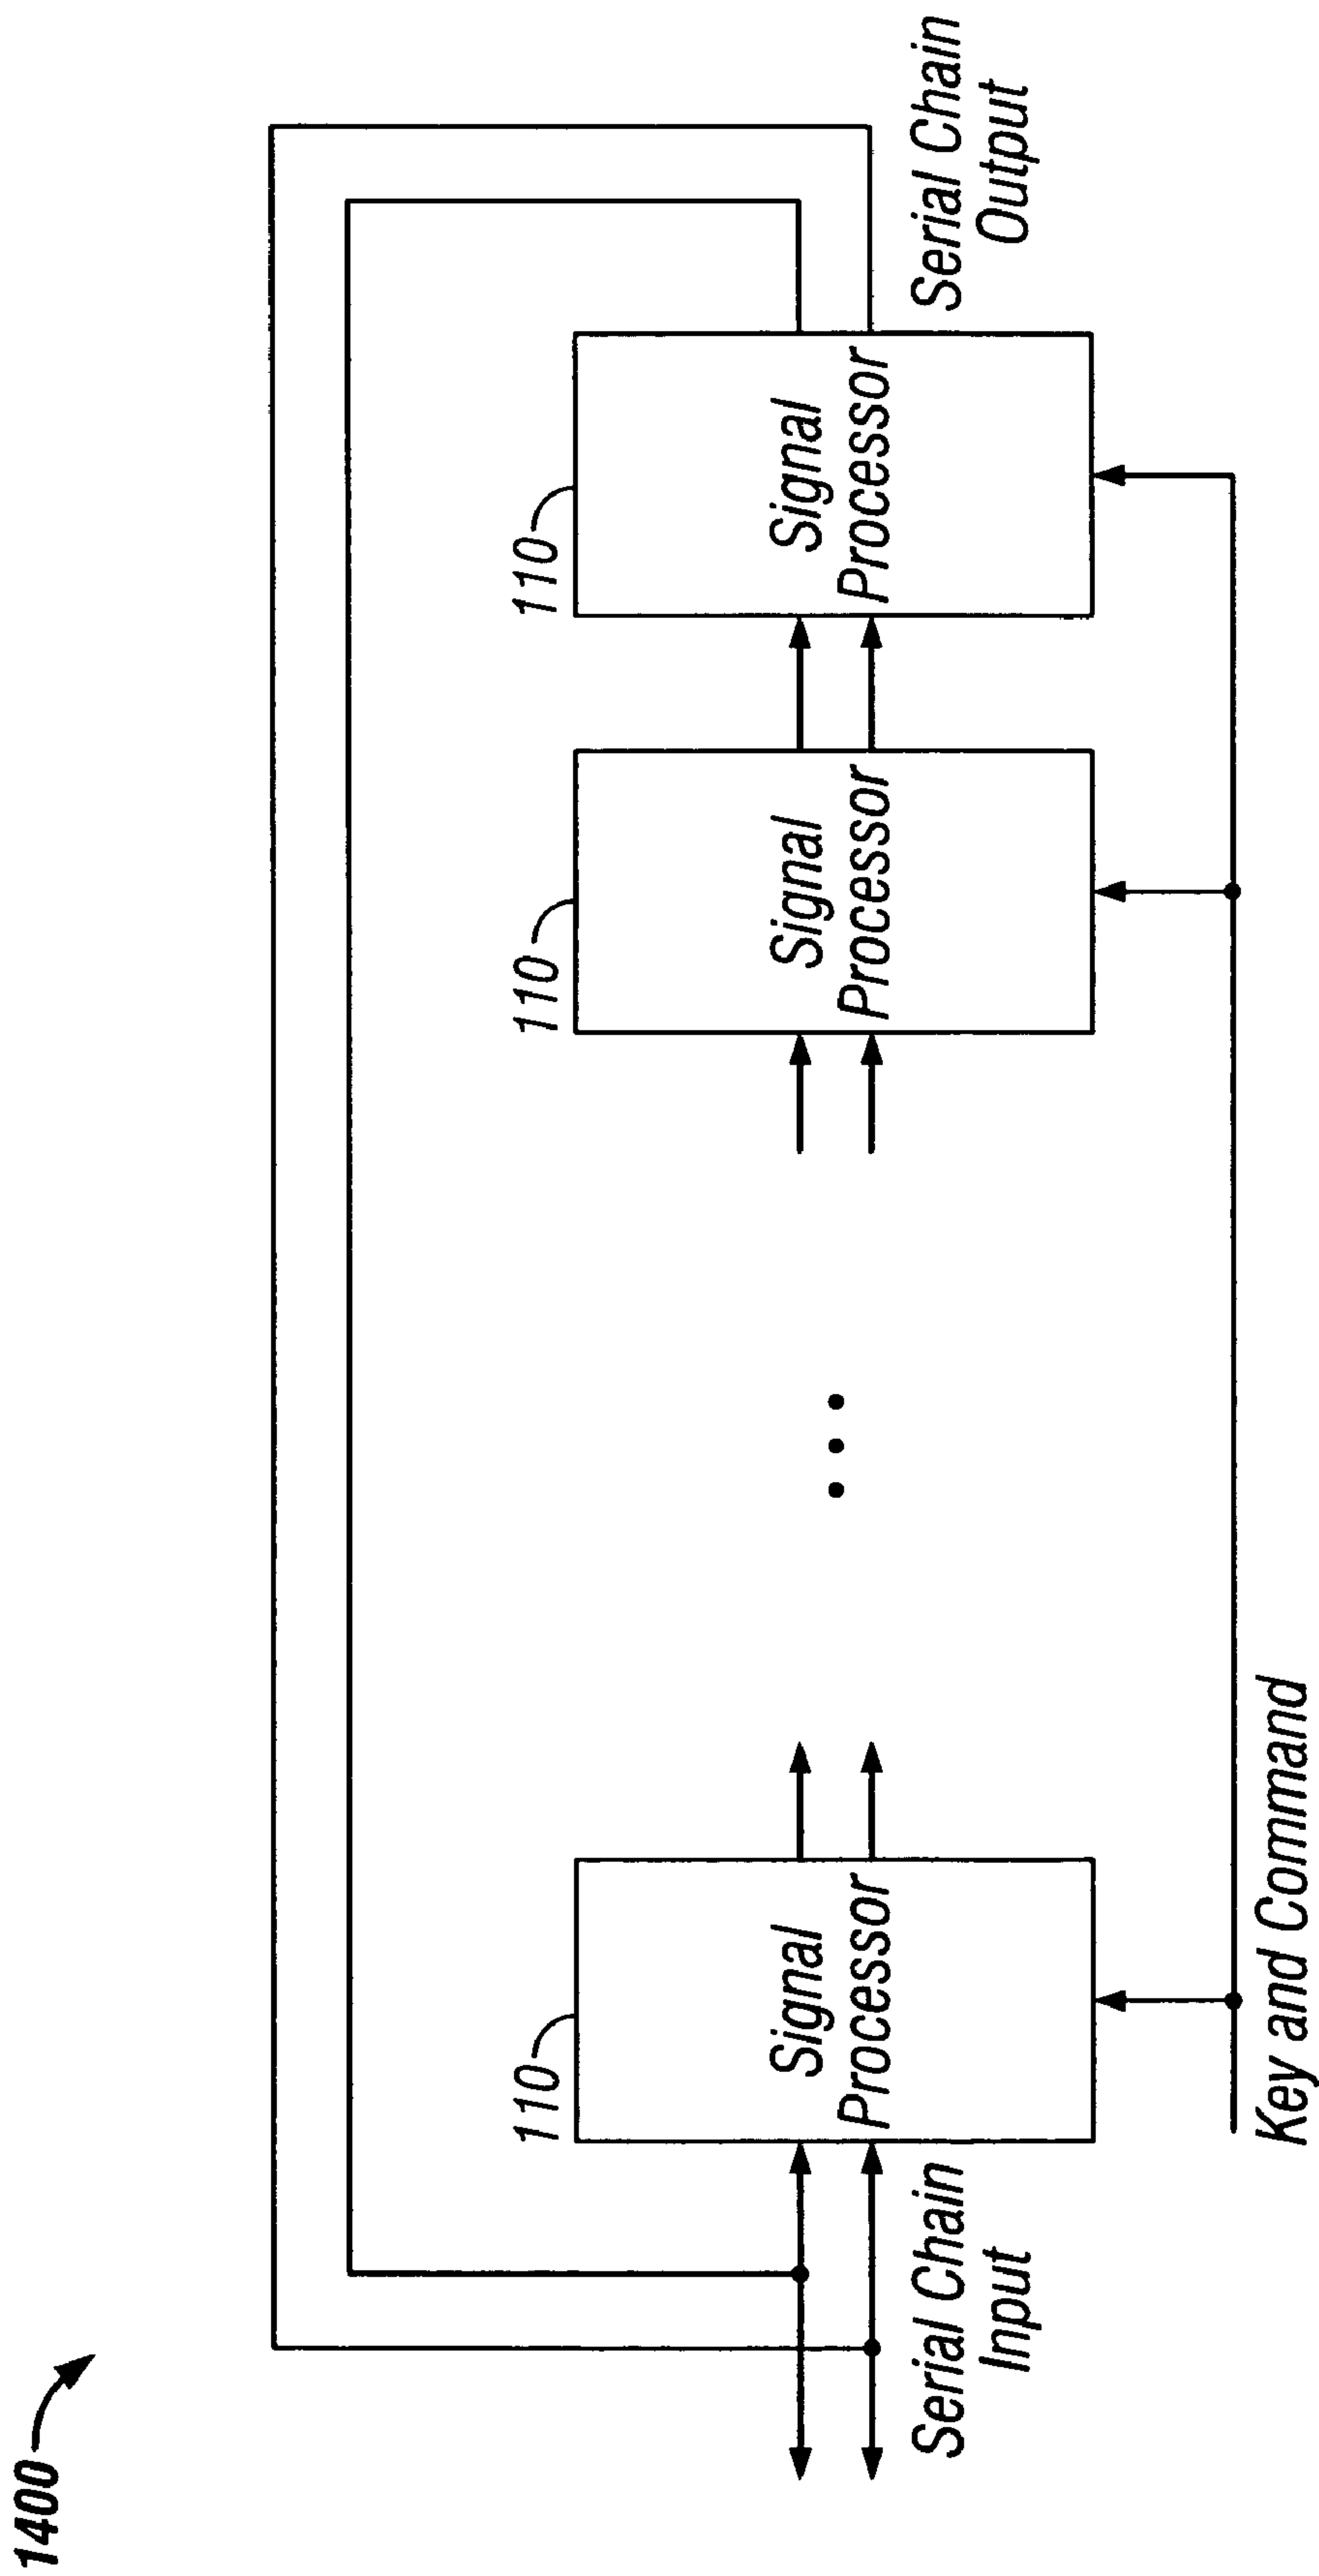 1400
110
Signal
Processor
110
Signal
Processor
110
Signal
Processor
Serial Chain
Input
Serial Chain
Output
Key and Command